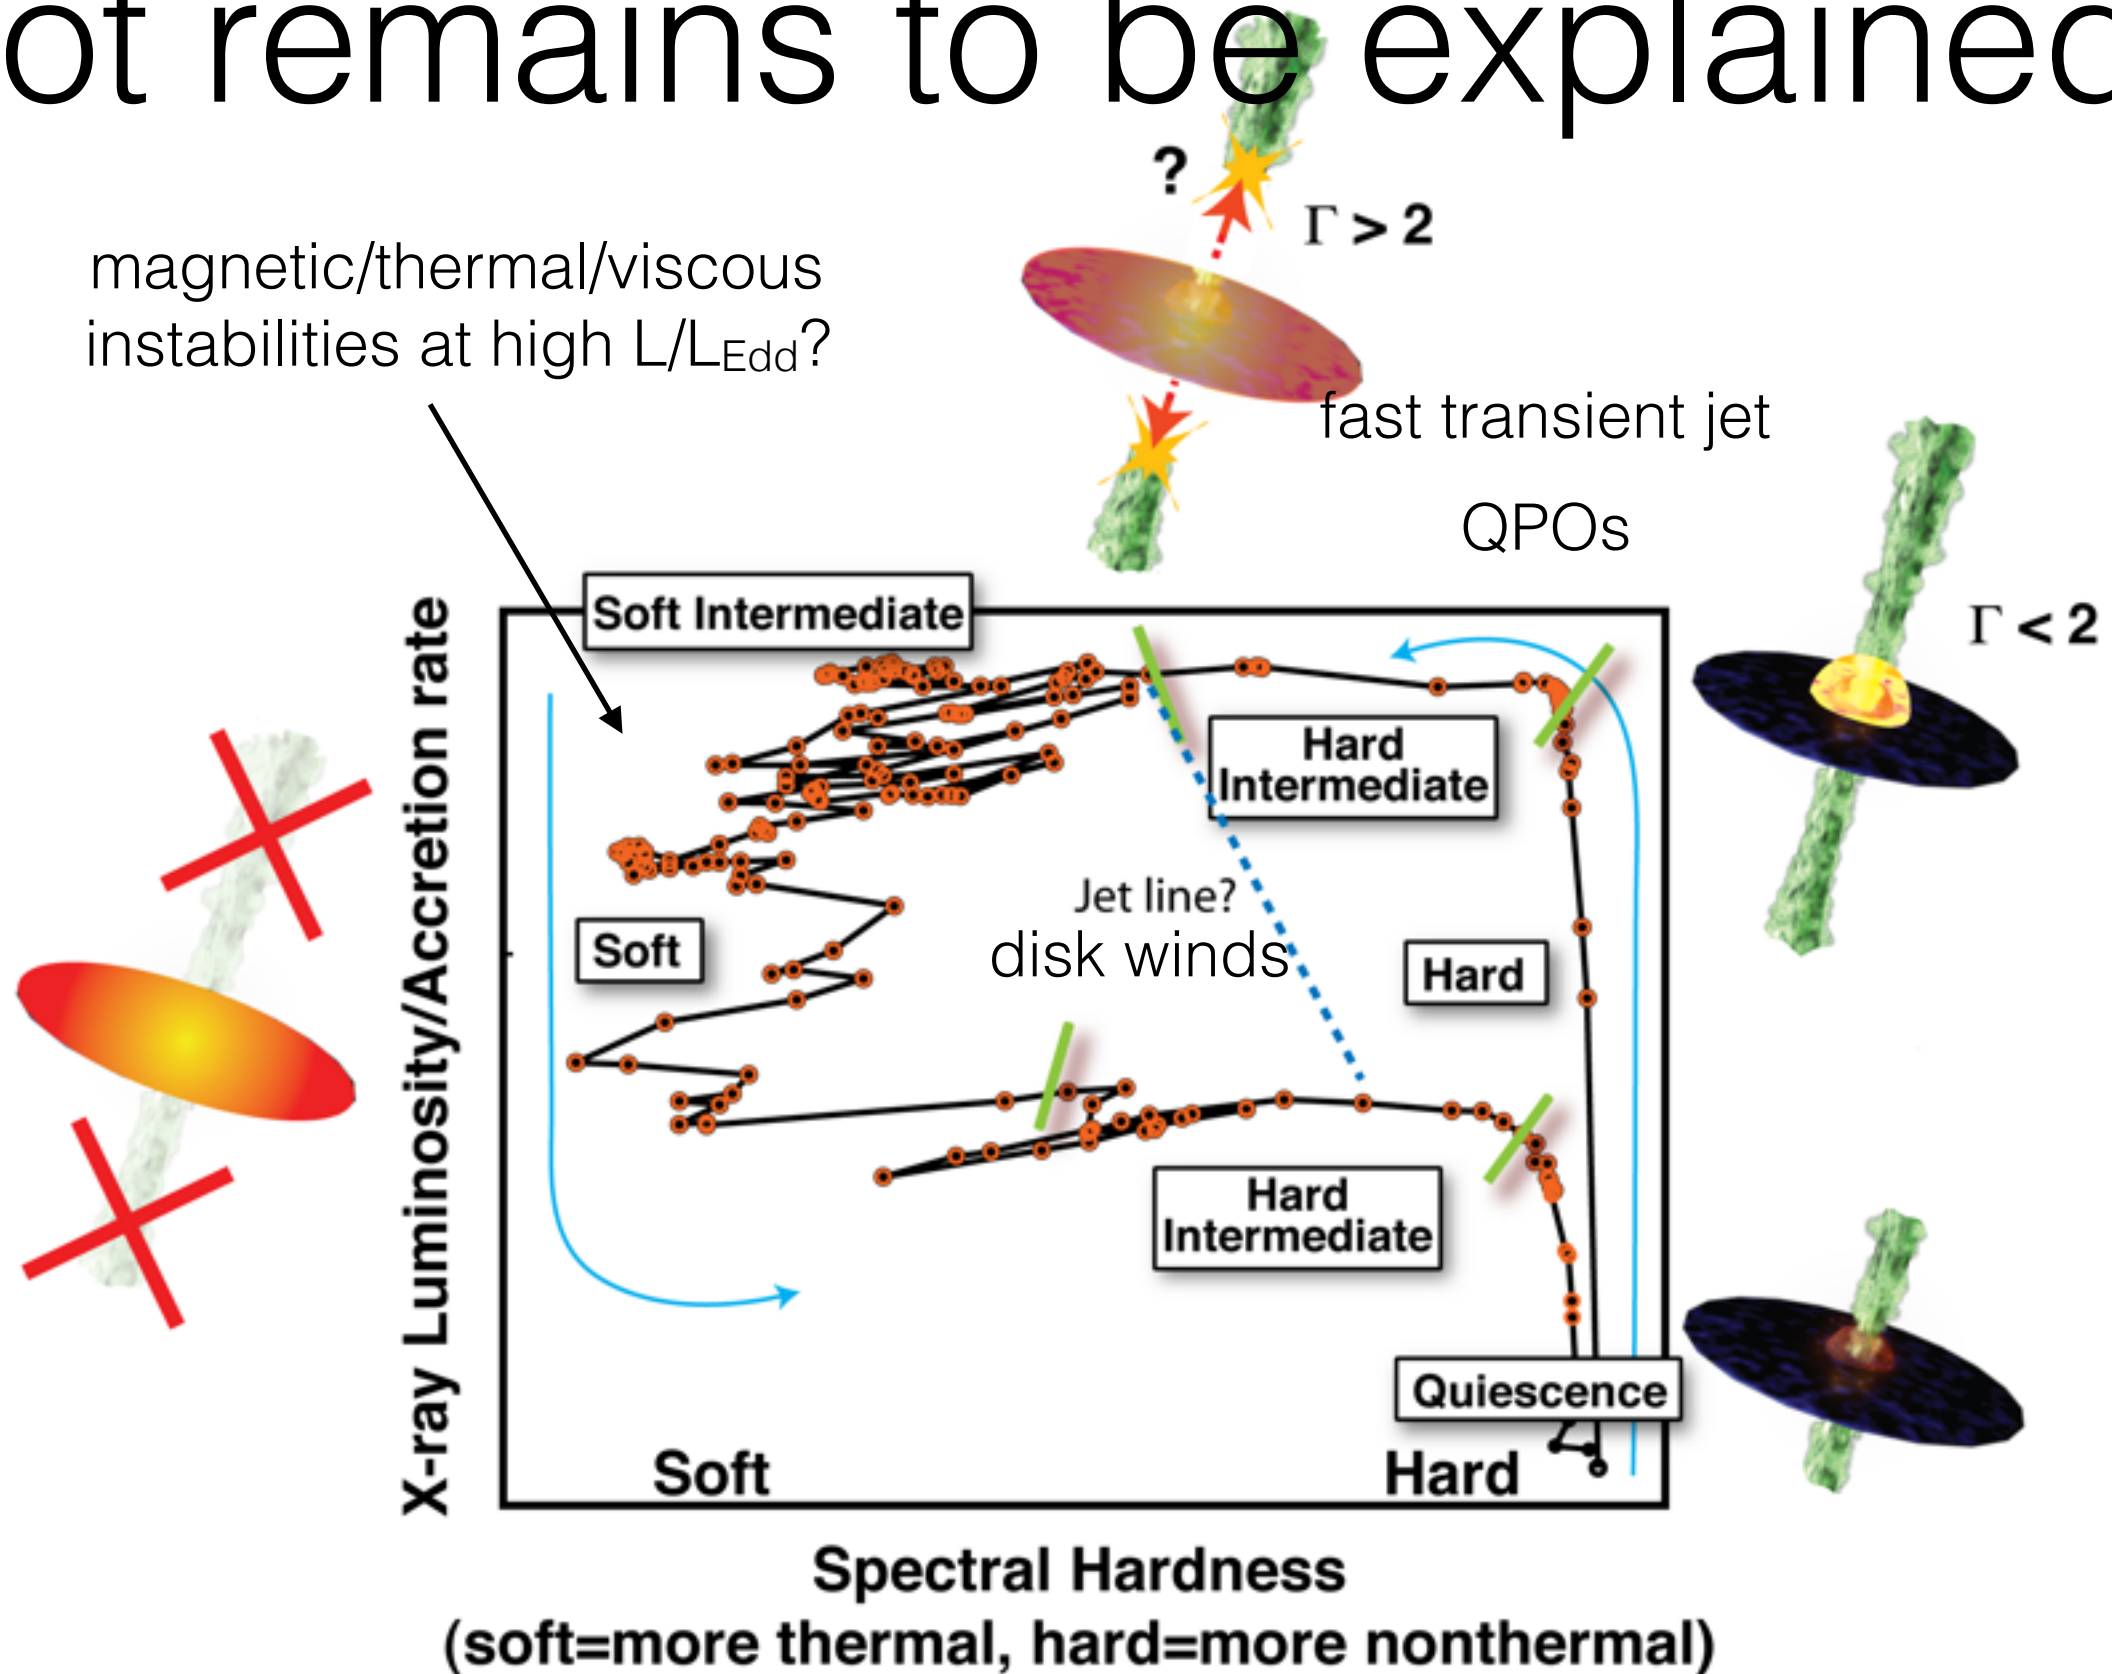 ot remains to be explained
?
Γ > 2
magnetic/thermal/viscous
instabilities at high L/LEdd?
fast transient jet
QPOs
Γ < 2
Soft Intermediate
Hard
Intermediate
Jet line?
disk winds
Soft
Hard
Hard
Intermediate
Quiescence
Soft
Hard
X-ray Luminosity/Accretion rate
Spectral Hardness
(soft=more thermal, hard=more nonthermal)